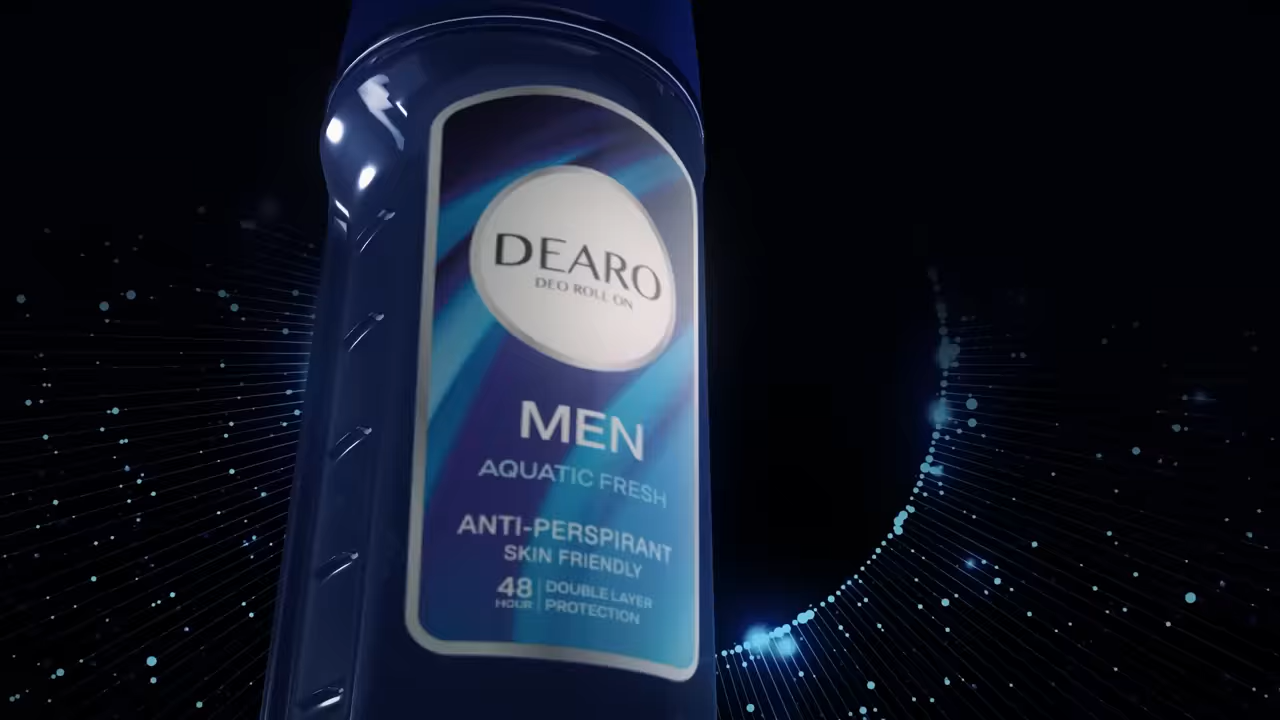 DEARO
DEO ROLL ON
MEN
AQUATIC FRESH
ANTI-PERSPIRANT
SKIN FRIENDLY
48 HOUR
DOUBLE LAYER
PROTECTION